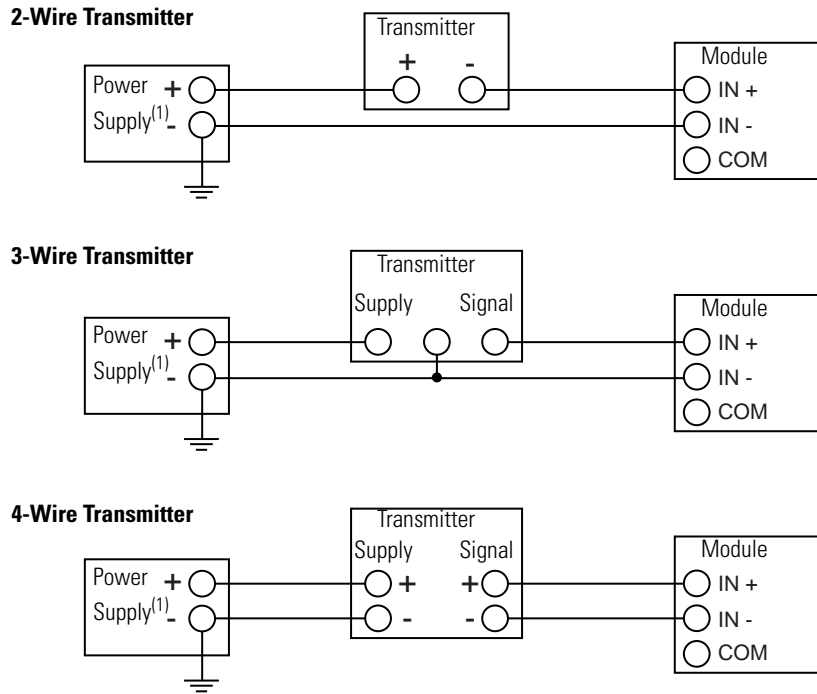 2-Wire Transmitter
Transmitter
+ -
Module
Power +
Supply(1) -
IN +
IN -
COM
3-Wire Transmitter
Transmitter
Supply Signal
Module
Power +
Supply(1) -
IN +
IN -
COM
4-Wire Transmitter
Transmitter
Supply Signal
Module
Power +
Supply(1) -
+ +
- -
IN +
IN -
COM